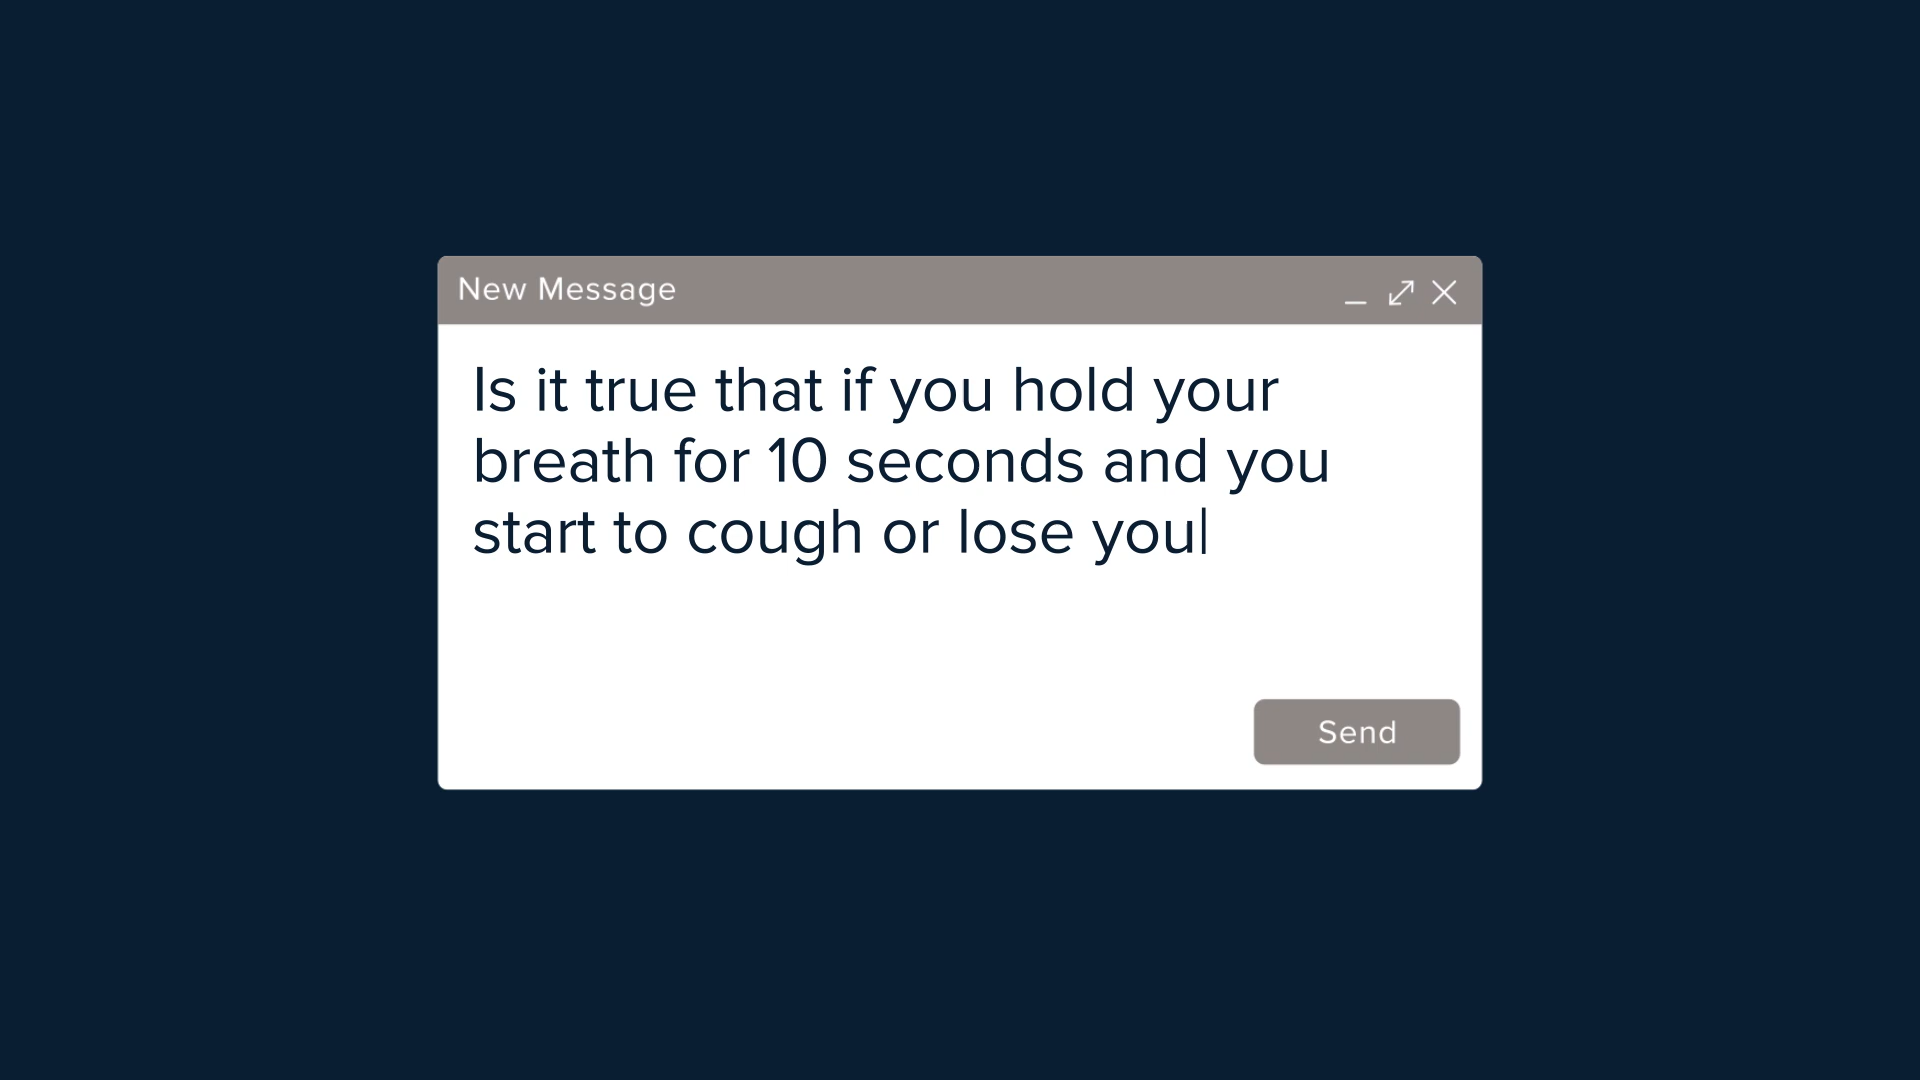 New Message
Is it true that if you hold your
breath for 10 seconds and you
start to cough or lose you
Send